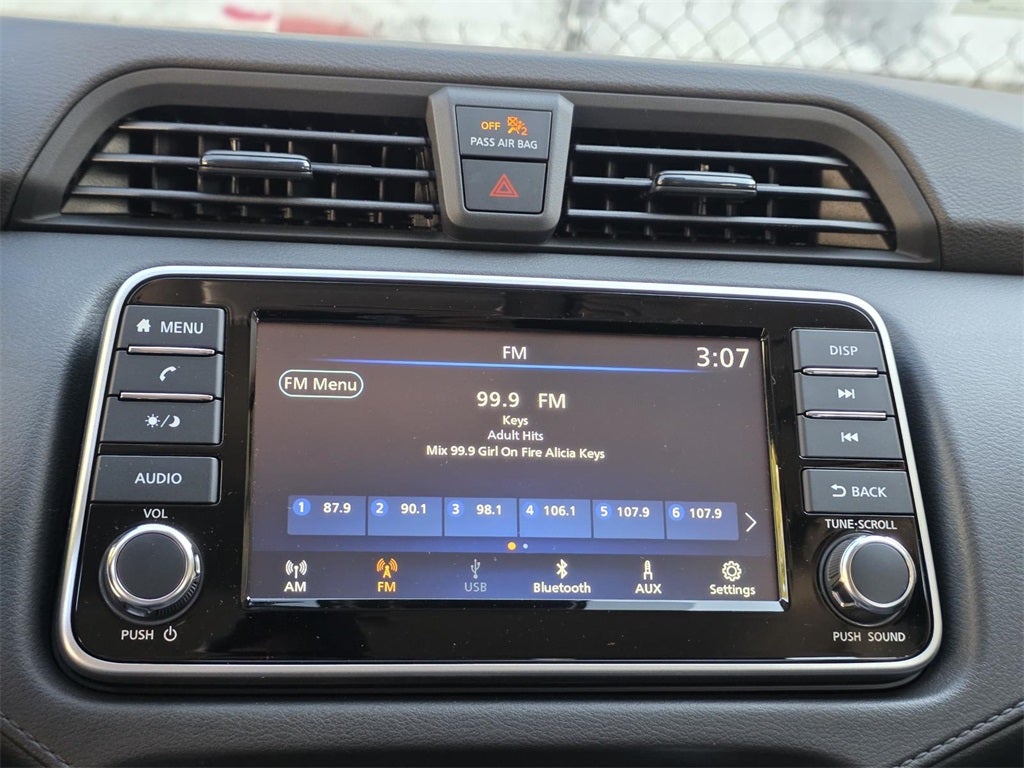 OFF 2
PASS AIR BAG
MENU
AUDIO
VOL
PUSH
FM
3:07
FM Menu
99.9 FM
Keys
Adult Hits
Mix 99.9 Girl On Fire Alicia Keys
1 87.9 2 90.1 3 98.1 4 106.1 5 107.9 6 107.9
AM FM USB Bluetooth AUX Settings
DISP
BACK
TUNE·SCROLL
PUSH SOUND